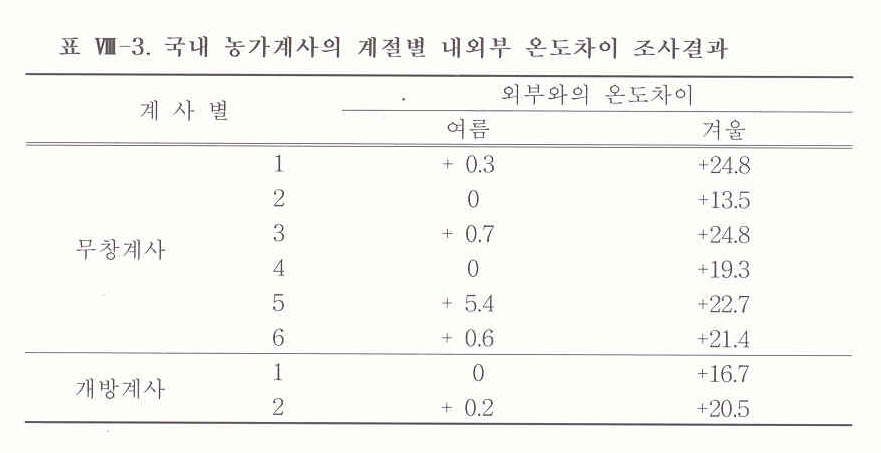 표 Ⅷ-3. 국내 농가계사의 계절별 내외부 온도차이 조사결과
계 사 별
외부와의 온도차이
여름 겨울
1 + 0.3 +24.8
2 0 +13.5
3 + 0.7 +24.8
무창계사
4 0 +19.3
5 + 5.4 +22.7
6 + 0.6 +21.4
1 0 +16.7
개방계사
2 + 0.2 +20.5